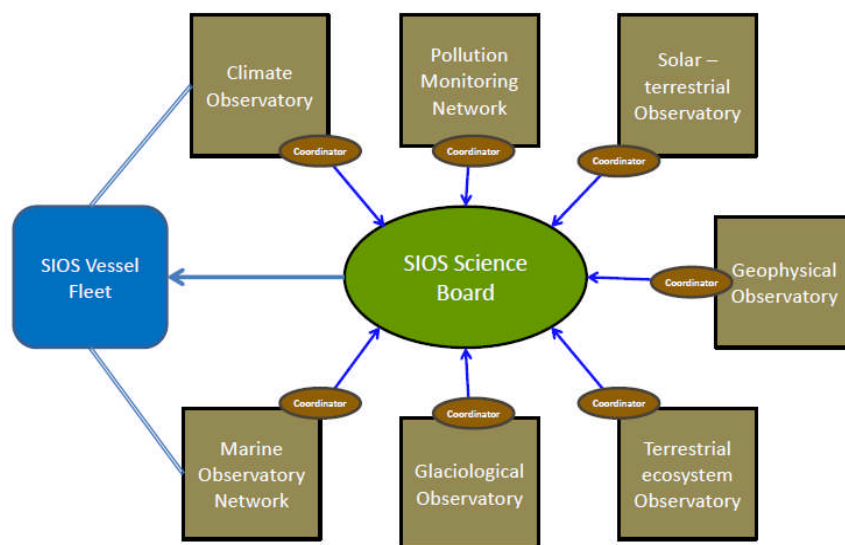 Climate
Observatory
Coordinator
Pollution
Monitoring
Network
Coordinator
Solar –
terrestrial
Observatory
Coordinator
SIOS Vessel
Fleet
SIOS Science
Board
Coordinator
Geophysical
Observatory
Coordinator
Marine
Observatory
Network
Coordinator
Glaciological
Observatory
Coordinator
Terrestrial
ecosystem
Observatory